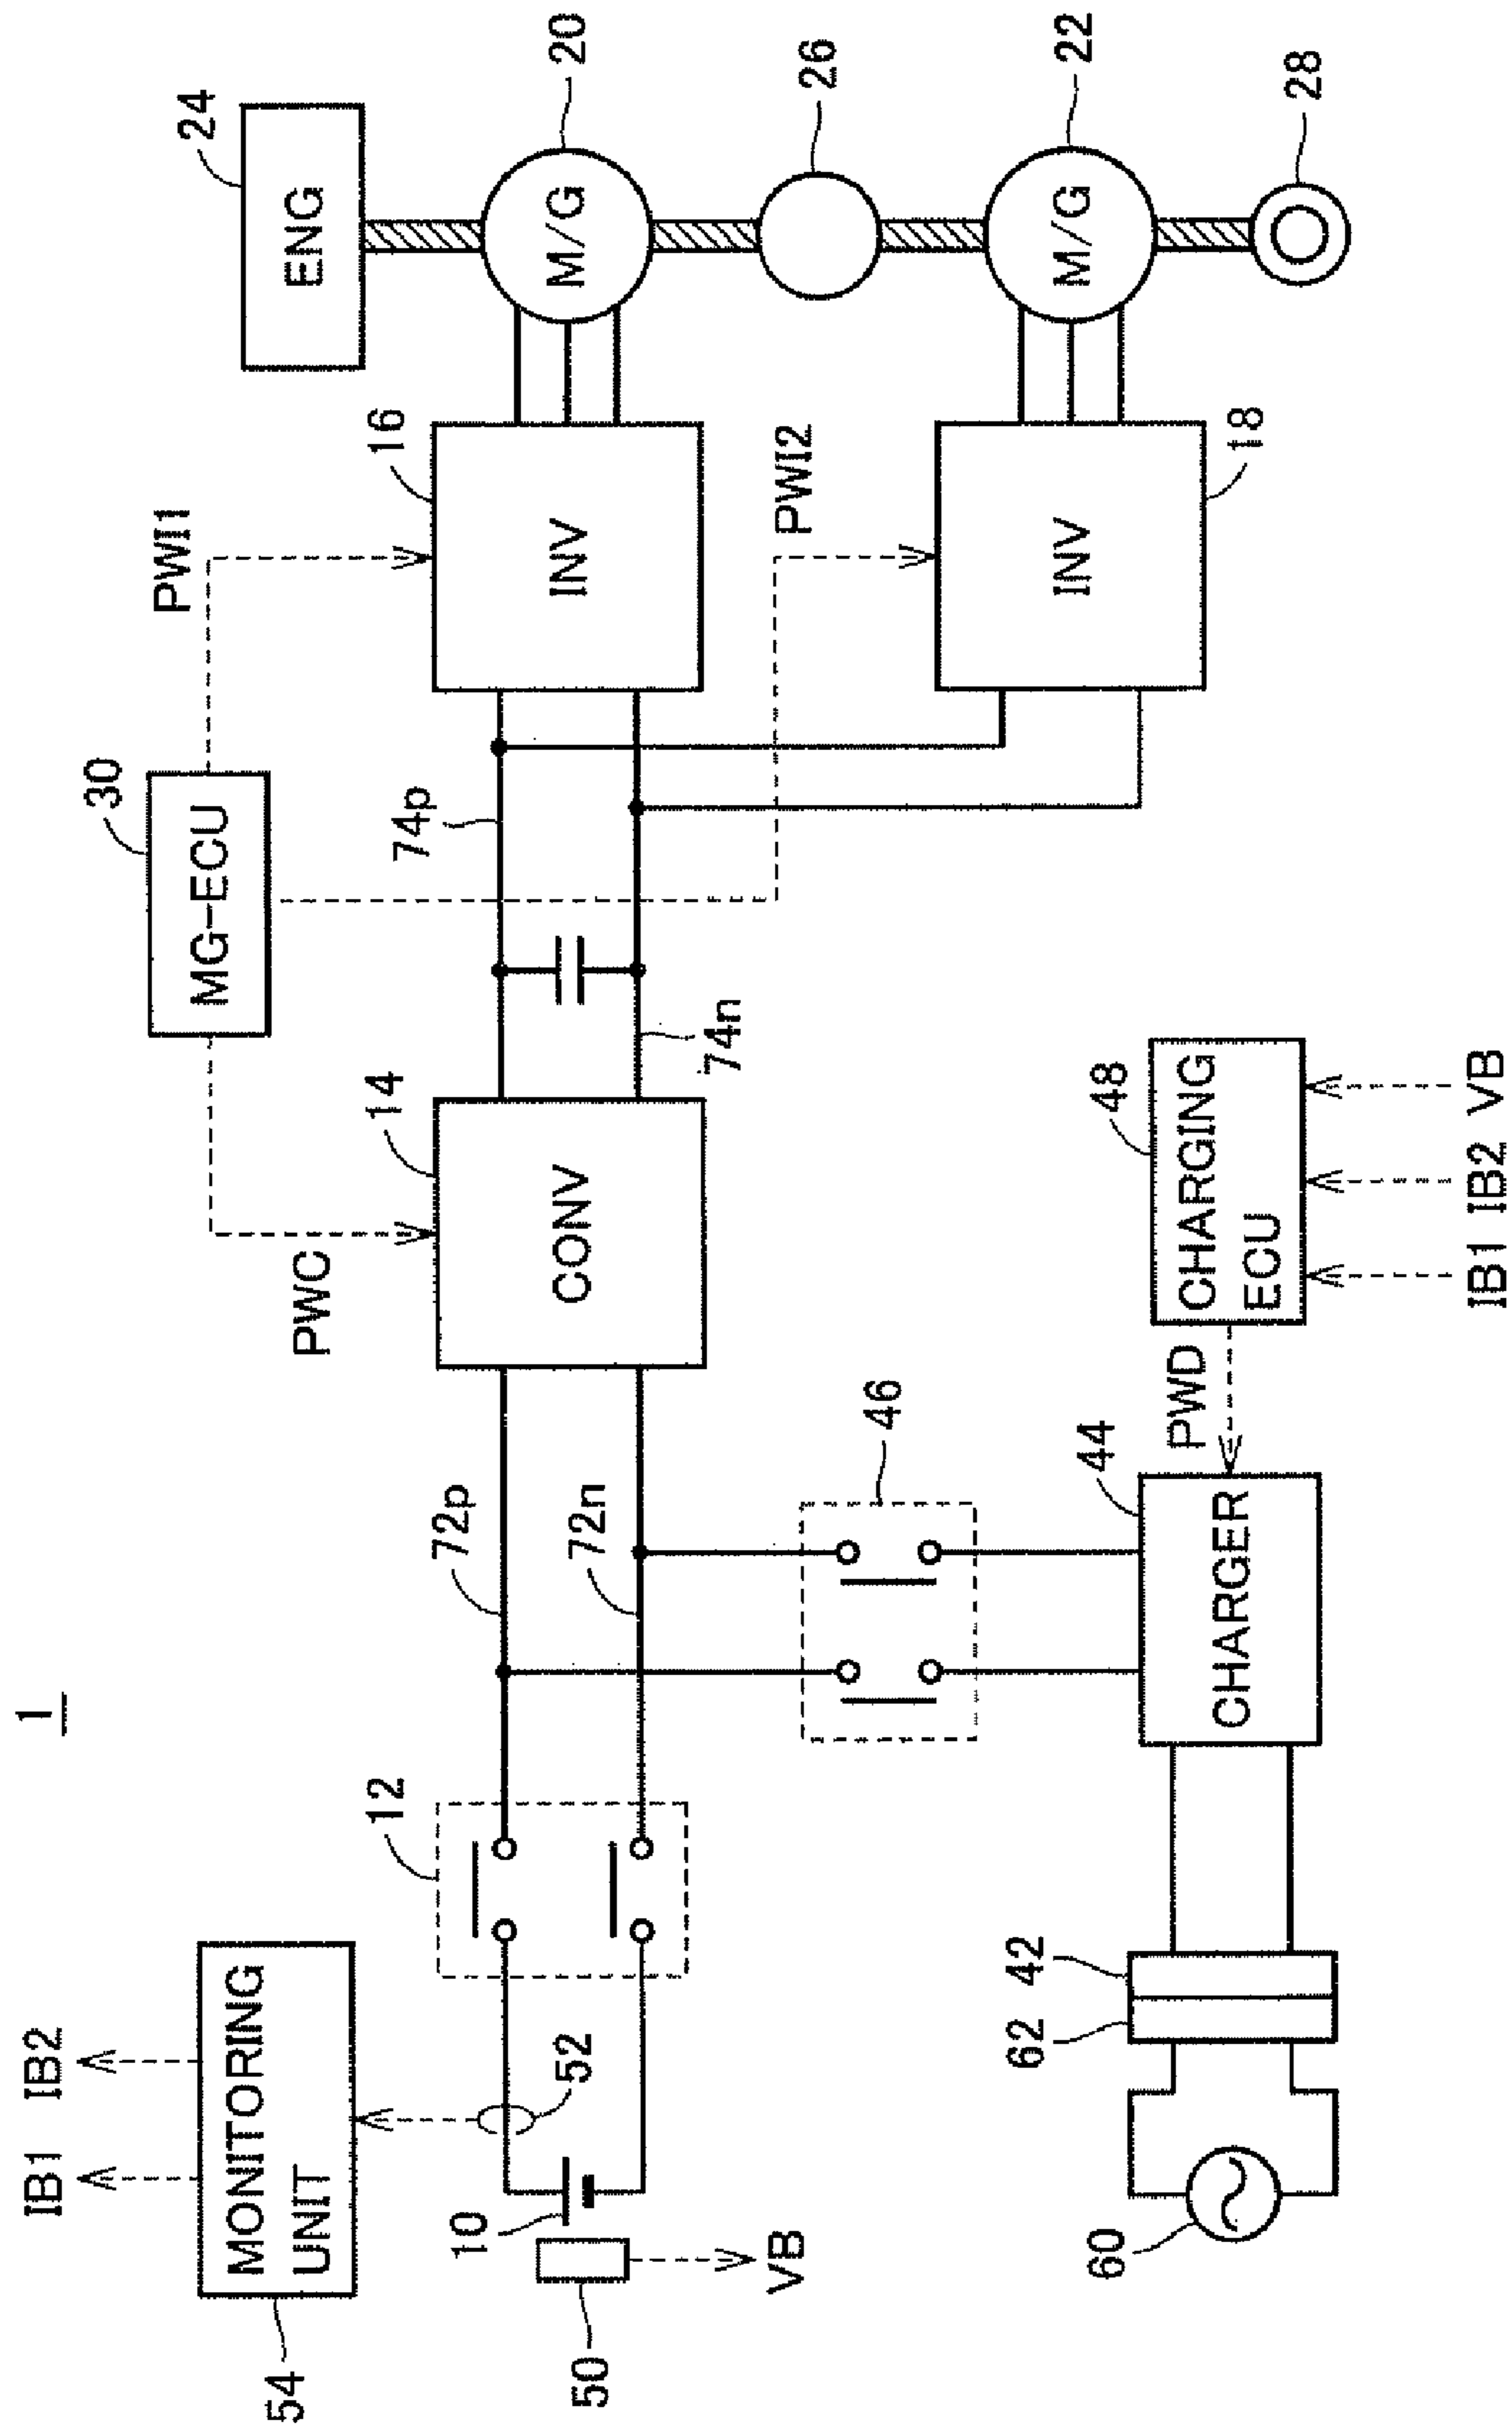 1
IB1
IB2
MONITORING
UNIT
54
10
50
VB
52
12
72p
72n
PWC
30
MG-ECU
PWI1
14
CONV
74p
74n
16
INV
PWI2
INV
18
24
ENG
M/G
20
26
M/G
22
28
46
60
62
42
44
CHARGER
PWD
48
CHARGING
ECU
IB1
IB2
VB